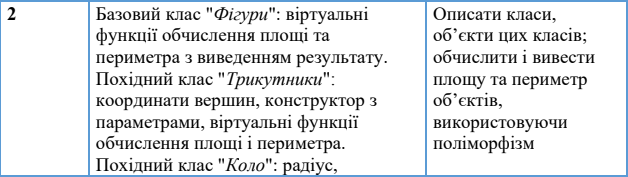 2
Базовий клас "Фігури": віртуальні
функції обчислення площі та
периметра з виведенням результату.
Похідний клас "Трикутники":
координати вершин, конструктор з
параметрами, віртуальні функції
обчислення площі і периметра.
Похідний клас "Коло": радіус,
Описати класи,
об’єкти цих класів;
обчислити і вивести
площу та периметр
об’єктів,
використовуючи
поліморфізм